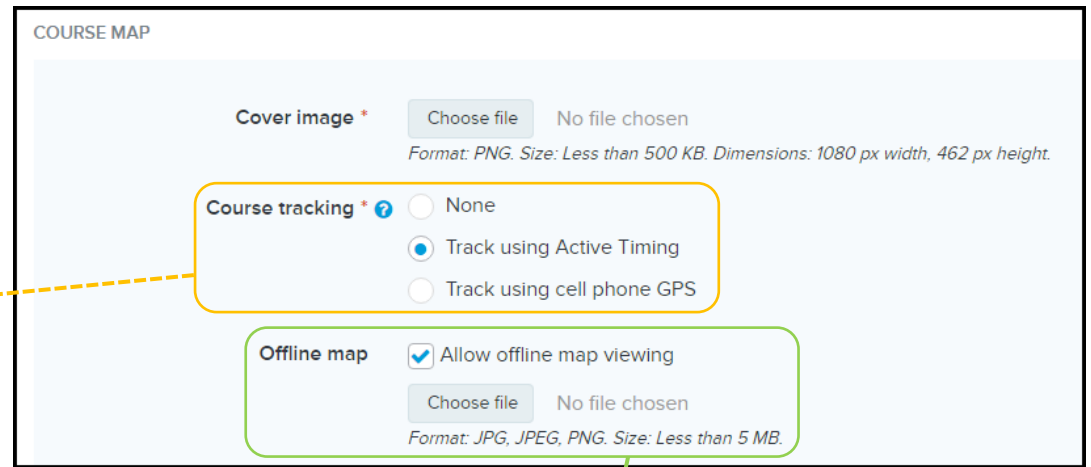 COURSE MAP
Cover image * Choose file No file chosen
Format: PNG. Size: Less than 500 KB. Dimensions: 1080 px width, 462 px height.
Course tracking * ? None
Track using Active Timing
Track using cell phone GPS
Offline map Allow offline map viewing
Choose file No file chosen
Format: JPG, JPEG, PNG. Size: Less than 5 MB.